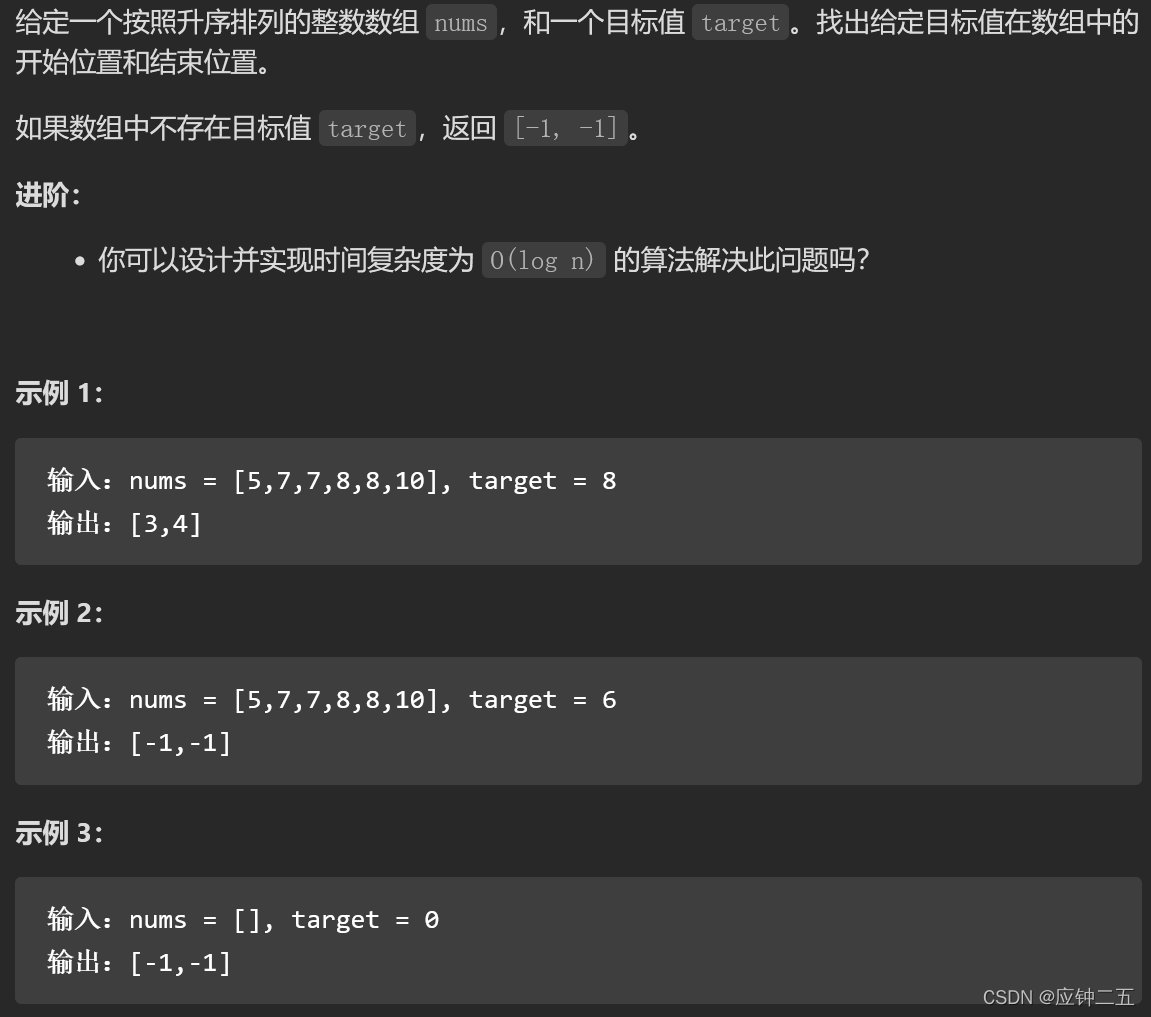 给定一个按照升序排列的整数数组 nums，和一个目标值 target。找出给定目标值在数组中的
开始位置和结束位置。
如果数组中不存在目标值 target，返回 [-1, -1]。
进阶：
• 你可以设计并实现时间复杂度为 O(log n) 的算法解决此问题吗？
示例 1：
输入：nums = [5,7,7,8,8,10], target = 8
输出：[3,4]
示例 2：
输入：nums = [5,7,7,8,8,10], target = 6
输出：[-1,-1]
示例 3：
输入：nums = [], target = 0
输出：[-1,-1]
CSDN @应钟二五